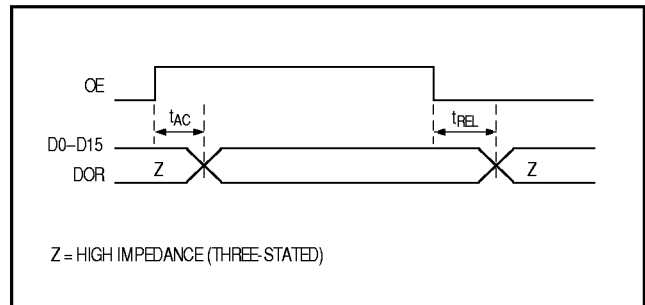 OE
tAC
tREL
D0–D15
DOR
Z
Z
Z = HIGH IMPEDANCE (THREE-STATED)